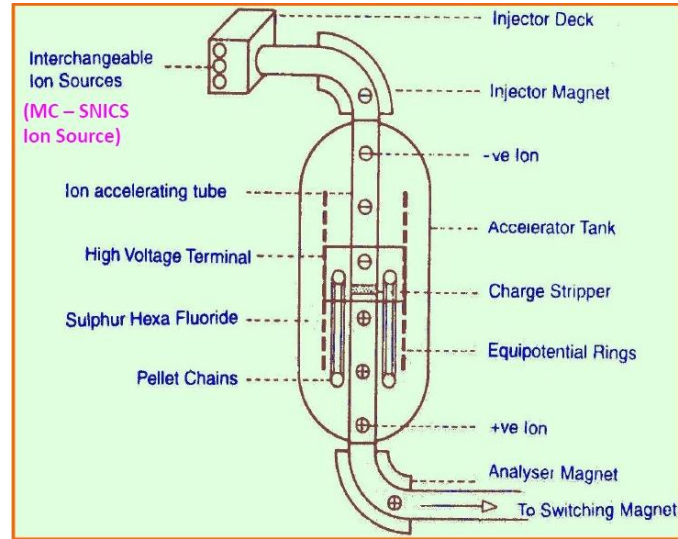 Injector Deck
Interchangeable
Ion Sources
(MC – SNICS
Ion Source)
Injector Magnet
-ve Ion
Ion accelerating tube
Accelerator Tank
High Voltage Terminal
Charge Stripper
Sulphur Hexa Fluoride
Equipotential Rings
Pellet Chains
+ve Ion
Analyser Magnet
To Switching Magnet